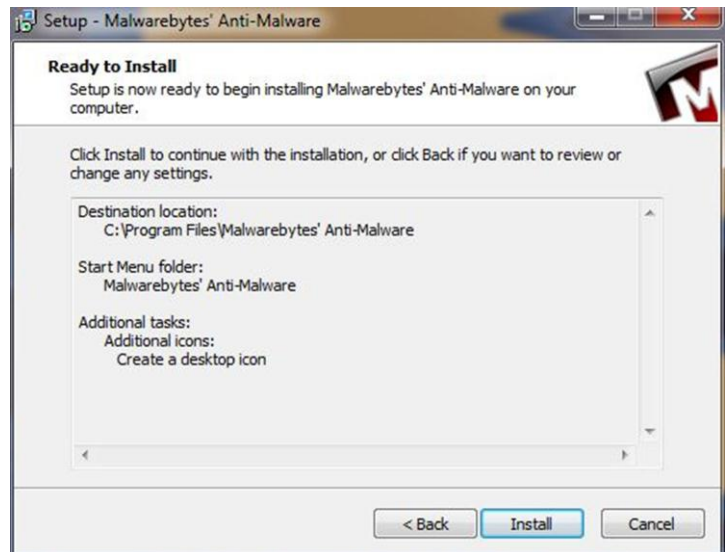 Setup - Malwarebytes' Anti-Malware
Ready to Install
Setup is now ready to begin installing Malwarebytes' Anti-Malware on your
computer.
Click Install to continue with the installation, or click Back if you want to review or
change any settings.
Destination location:
C:\Program Files\Malwarebytes' Anti-Malware
Start Menu folder:
Malwarebytes' Anti-Malware
Additional tasks:
Additional icons:
Create a desktop icon
< Back
Install
Cancel